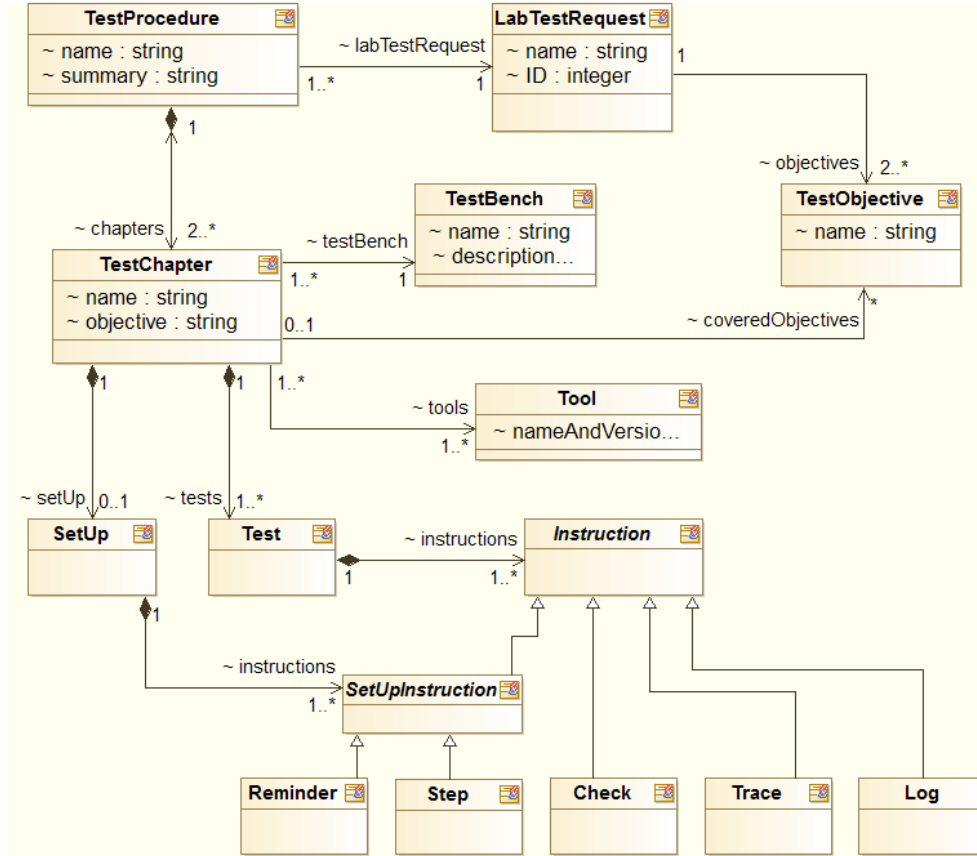 TestProcedure
~ name : string
~ summary : string
~ labTestRequest
1..*
1
LabTestRequest
~ name : string
~ ID : integer
1
~ objectives
2..*
TestObjective
~ name : string
1
~ chapters
2..*
TestChapter
~ name : string
~ objective : string
~ testBench
1..*
1
TestBench
~ name : string
~ description...
0..1
~ coveredObjectives
*
1
1
1..*
~ tools
1..*
Tool
~ nameAndVersio...
~ setUp
0..1
~ tests
1..*
SetUp
Test
~ instructions
1
1..*
Instruction
1
~ instructions
1..*
SetUpInstruction
Reminder
Step
Check
Trace
Log